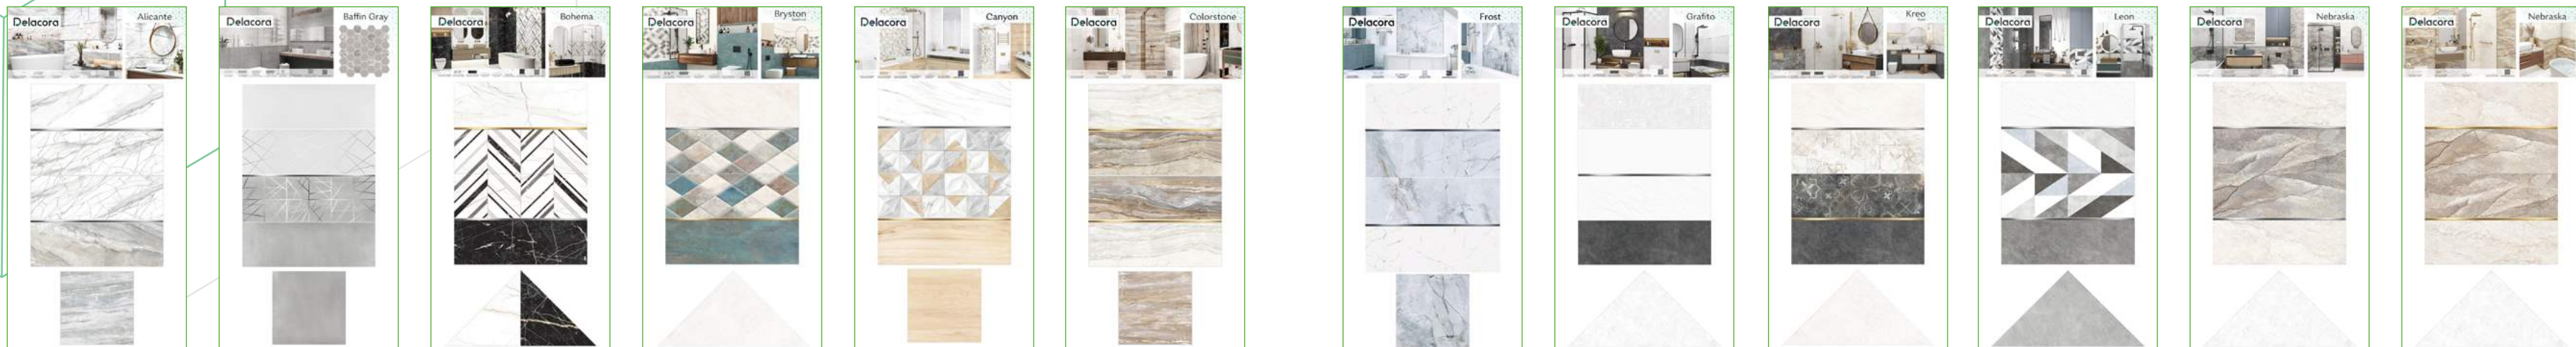 Delacora
Alicante
Delacora
Baffin Gray
Delacora
Bohema
Delacora
Bryston
Delacora
Canyon
Delacora
Colorstone
Delacora
Frost
Delacora
Grafito
Delacora
Kreo
Delacora
Leon
Delacora
Nebraska
Delacora
Nebraska